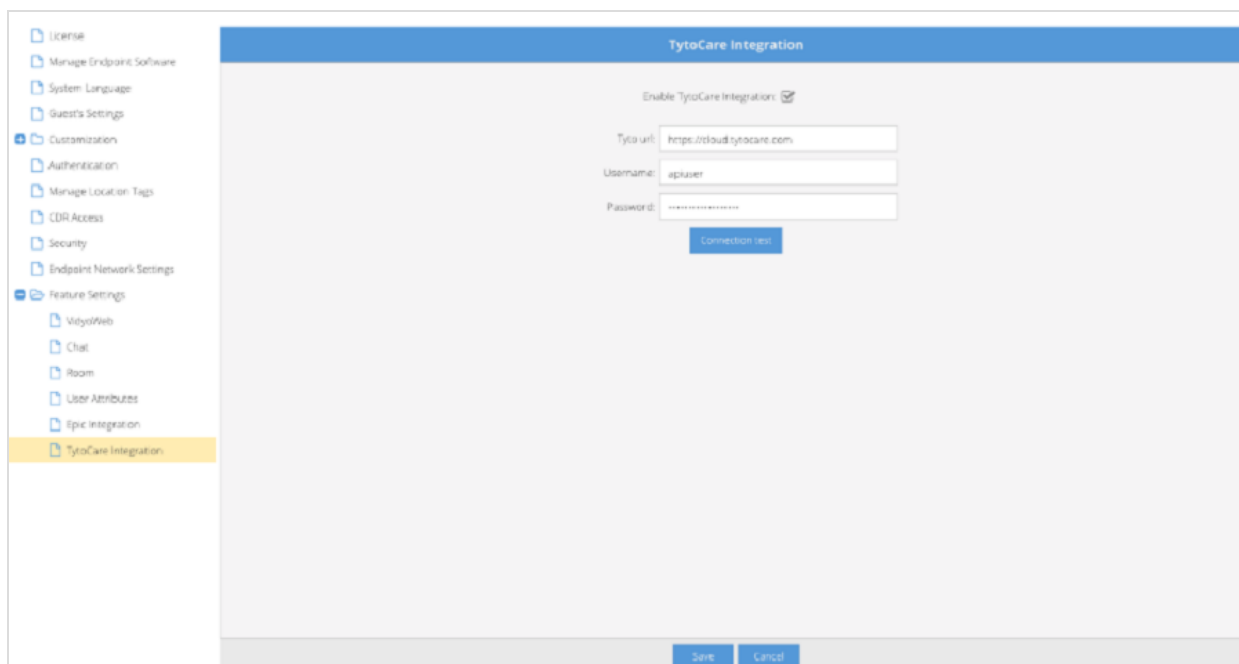 License
Manage Endpoint Software
System Language
Guest's Settings
Customization
Authentication
Manage Location Tags
CDR Access
Security
Endpoint Network Settings
Feature Settings
VidyoWeb
Chat
Room
User Attributes
Epic Integration
TytoCare Integration
TytoCare Integration
Enable TytoCare Integration:
Tyto url: https://cloud.tytocare.com
Username: apiuser
Password: ••••••••••••••••••
Connection test
Save Cancel